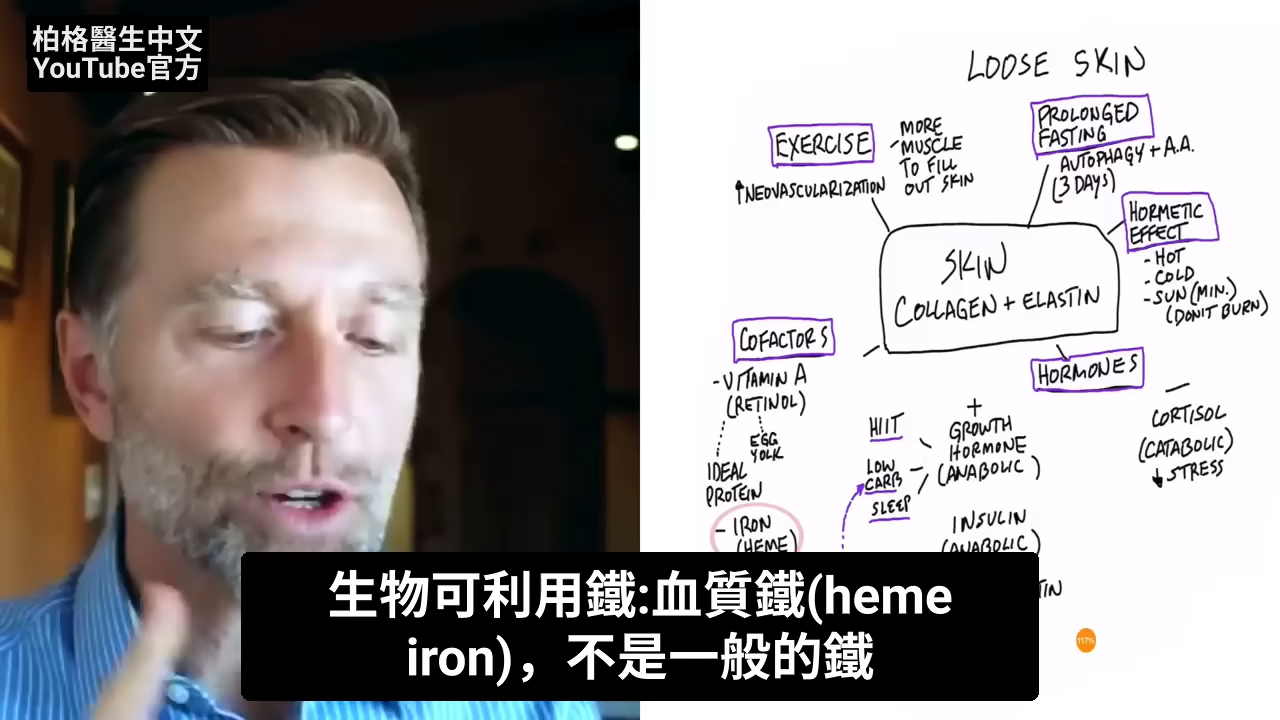 柏格醫生中文
YouTube官方
LOOSE SKIN
EXERCISE
- MORE
MUSCLE
TO FILL
OUT SKIN
↑NEOVASCULARIZATION
PROLONGED
FASTING
AUTOPHAGY + A.A.
(3 DAYS)
HORMETIC
EFFECT
- HOT
- COLD
- SUN (MIN.)
(DON'T BURN)
SKIN
COLLAGEN + ELASTIN
COFACTORS
- VITAMIN A
(RETINOL)
EGG
YOLK
IDEAL
PROTEIN
- IRON
(HEME)
HORMONES
HIIT
LOW
CARB
SLEEP
+
GROWTH
HORMONE
(ANABOLIC)
INSULIN
(ANABOLIC)
TIN
—
CORTISOL
(CATABOLIC)
↓STRESS
117%
生物可利用鐵:血質鐵(heme
iron)，不是一般的鐵